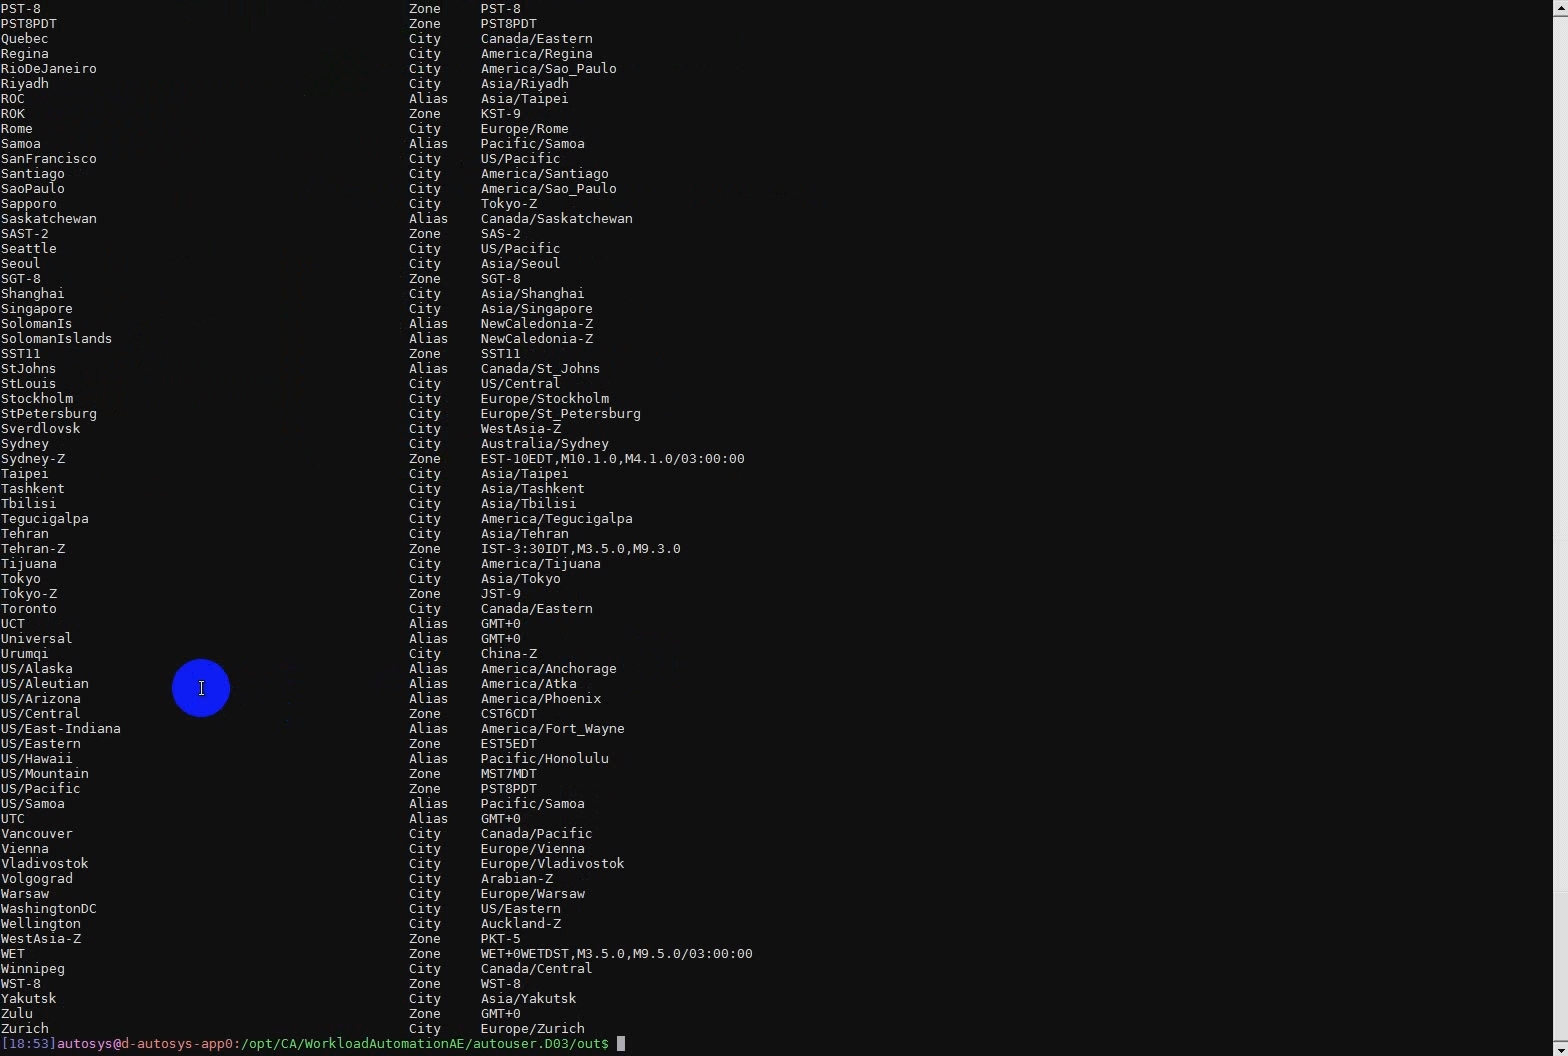 PST-8 Zone PST-8
PST8PDT Zone PST8PDT
Quebec City Canada/Eastern
Regina City America/Regina
RioDeJaneiro City America/Sao_Paulo
Riyadh City Asia/Riyadh
ROC Alias Asia/Taipei
ROK Zone KST-9
Rome City Europe/Rome
Samoa Alias Pacific/Samoa
SanFrancisco City US/Pacific
Santiago City America/Santiago
SaoPaulo City America/Sao_Paulo
Sapporo City Tokyo-Z
Saskatchewan Alias Canada/Saskatchewan
SAST-2 Zone SAS-2
Seattle City US/Pacific
Seoul City Asia/Seoul
SGT-8 Zone SGT-8
Shanghai City Asia/Shanghai
Singapore City Asia/Singapore
SolomanIs Alias NewCaledonia-Z
SolomanIslands Alias NewCaledonia-Z
SST11 Zone SST11
StJohns Alias Canada/St_Johns
StLouis City US/Central
Stockholm City Europe/Stockholm
StPetersburg City Europe/St_Petersburg
Sverdlovsk City WestAsia-Z
Sydney City Australia/Sydney
Sydney-Z Zone EST-10EDT,M10.1.0,M4.1.0/03:00:00
Taipei City Asia/Taipei
Tashkent City Asia/Tashkent
Tbilisi City Asia/Tbilisi
Tegucigalpa City America/Tegucigalpa
Tehran City Asia/Tehran
Tehran-Z Zone IST-3:30IDT,M3.5.0,M9.3.0
Tijuana City America/Tijuana
Tokyo City Asia/Tokyo
Tokyo-Z Zone JST-9
Toronto City Canada/Eastern
UCT Alias GMT+0
Universal Alias GMT+0
Urumqi City China-Z
US/Alaska Alias America/Anchorage
US/Aleutian Alias America/Atka
US/Arizona Alias America/Phoenix
US/Central Zone CST6CDT
US/East-Indiana Alias America/Fort_Wayne
US/Eastern Zone EST5EDT
US/Hawaii Alias Pacific/Honolulu
US/Mountain Zone MST7MDT
US/Pacific Zone PST8PDT
US/Samoa Alias Pacific/Samoa
UTC Alias GMT+0
Vancouver City Canada/Pacific
Vienna City Europe/Vienna
Vladivostok City Europe/Vladivostok
Volgograd City Arabian-Z
Warsaw City Europe/Warsaw
WashingtonDC City US/Eastern
Wellington City Auckland-Z
WestAsia-Z Zone PKT-5
WET Zone WET+0WETDST,M3.5.0,M9.5.0/03:00:00
Winnipeg City Canada/Central
WST-8 Zone WST-8
Yakutsk City Asia/Yakutsk
Zulu Zone GMT+0
Zurich City Europe/Zurich
[18:53]autosys@d-autosys-app0:/opt/CA/WorkloadAutomationAE/autouser.D03/out$